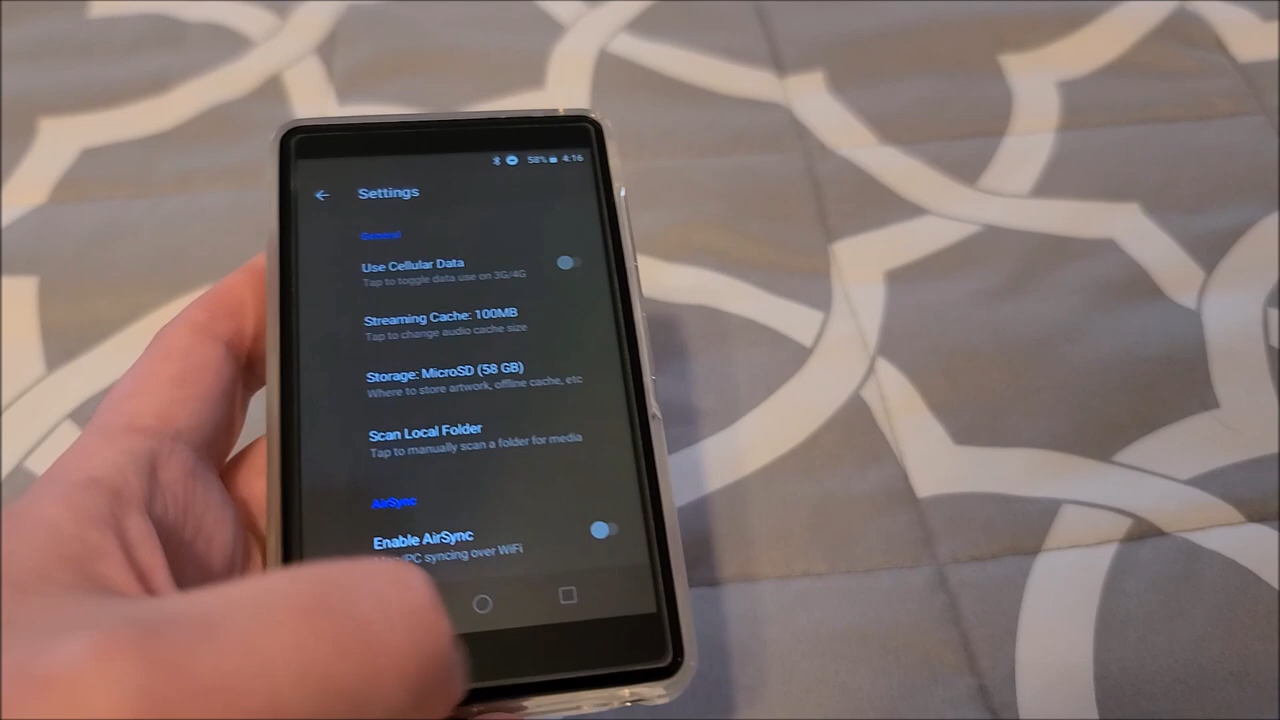 58% 4:16
Settings
General
Use Cellular Data
Tap to toggle data use on 3G/4G
Streaming Cache: 100MB
Tap to change audio cache size
Storage: MicroSD (58 GB)
Where to store artwork, offline cache, etc
Scan Local Folder
Tap to manually scan a folder for media
AirSync
Enable AirSync
/PC syncing over WiFi